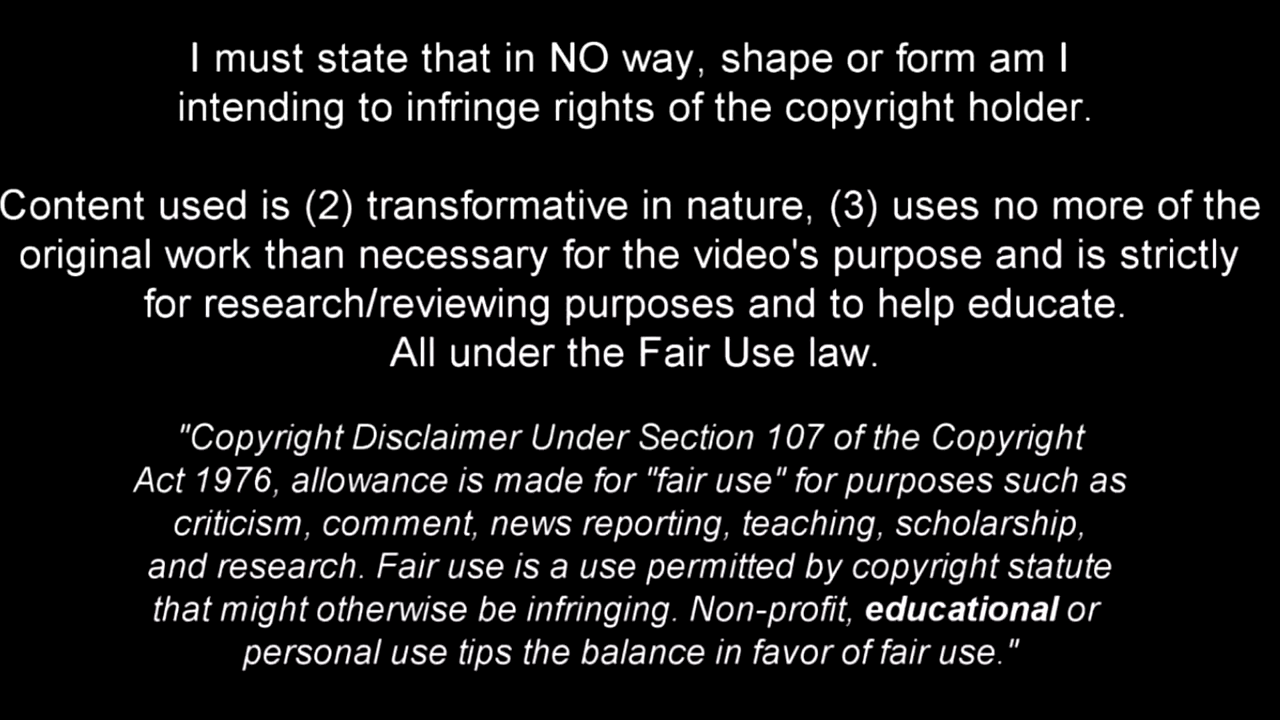 I must state that in NO way, shape or form am I
intending to infringe rights of the copyright holder.
Content used is (2) transformative in nature, (3) uses no more of the
original work than necessary for the video's purpose and is strictly
for research/reviewing purposes and to help educate.
All under the Fair Use law.
"Copyright Disclaimer Under Section 107 of the Copyright
Act 1976, allowance is made for "fair use" for purposes such as
criticism, comment, news reporting, teaching, scholarship,
and research. Fair use is a use permitted by copyright statute
that might otherwise be infringing. Non-profit, educational or
personal use tips the balance in favor of fair use."